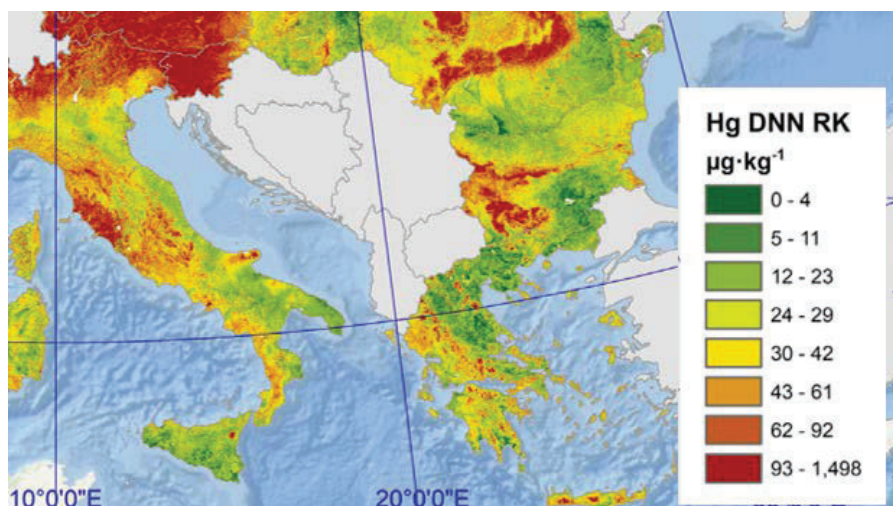 Hg DNN RK
µg·kg⁻¹
0 - 4
5 - 11
12 - 23
24 - 29
30 - 42
43 - 61
62 - 92
93 - 1,498
10°0'0"E
20°0'0"E